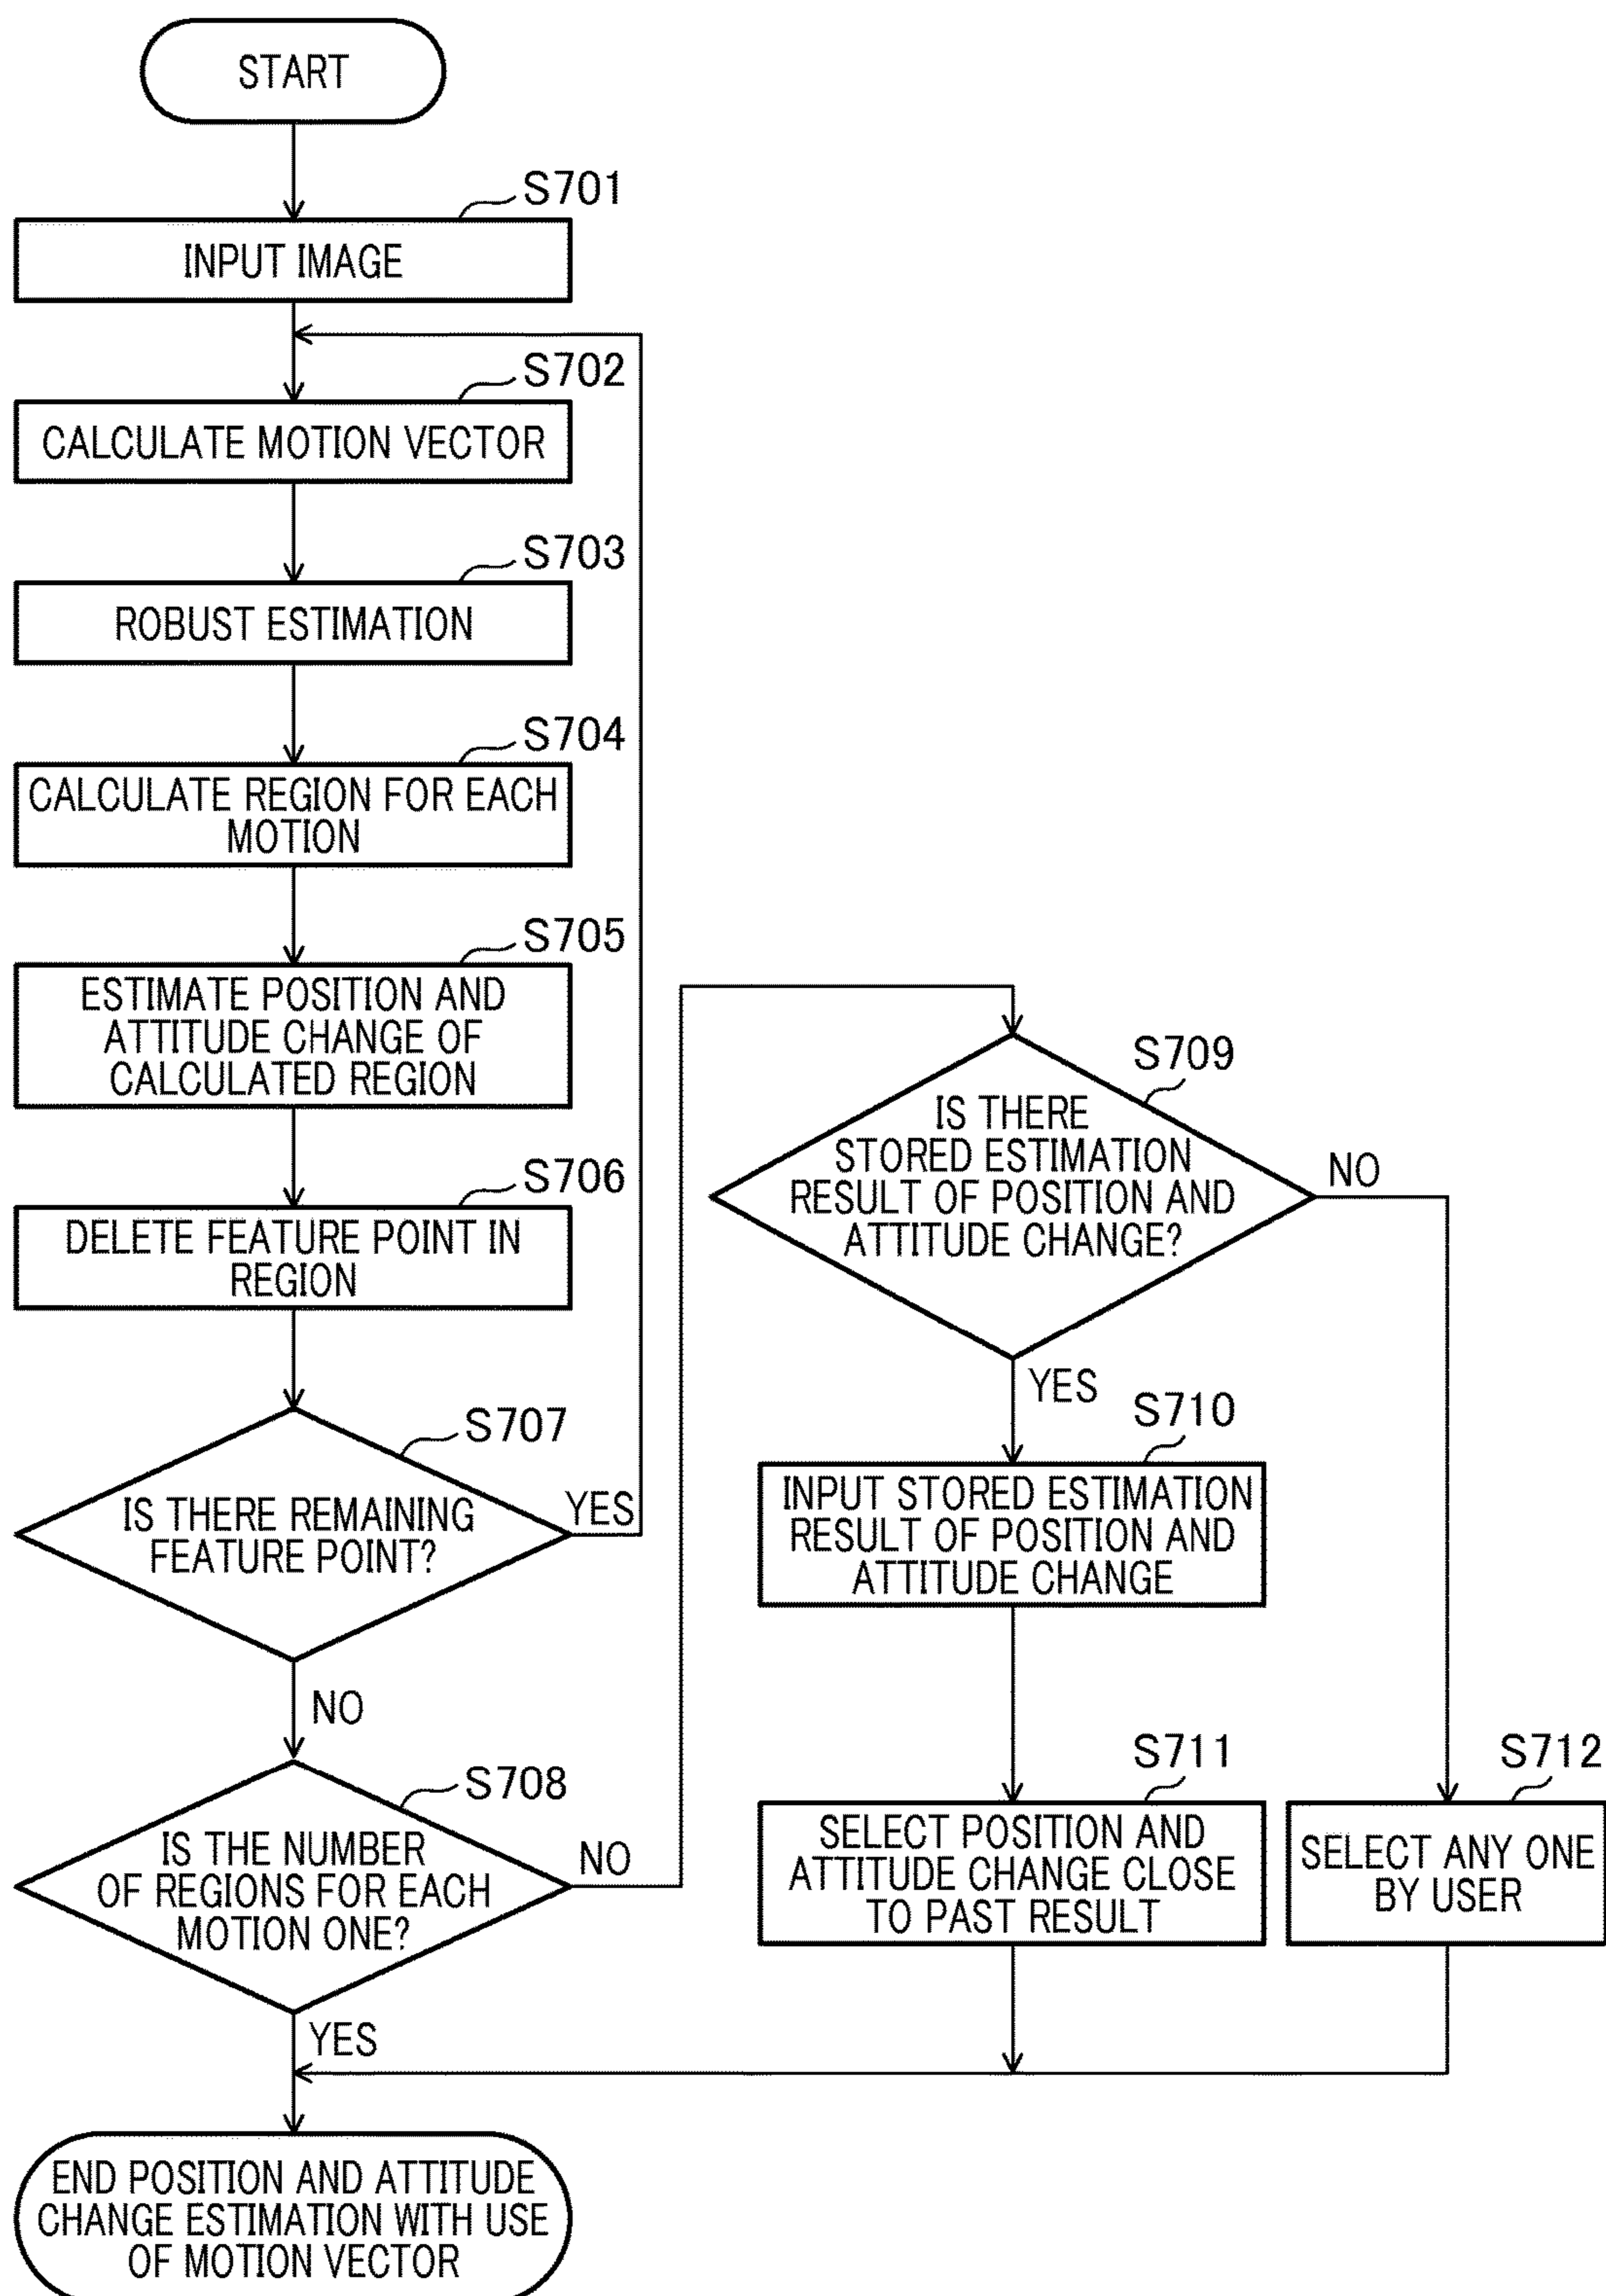 START
S701
INPUT IMAGE
S702
CALCULATE MOTION VECTOR
S703
ROBUST ESTIMATION
S704
CALCULATE REGION FOR EACH
MOTION
S705
ESTIMATE POSITION AND
ATTITUDE CHANGE OF
CALCULATED REGION
S706
DELETE FEATURE POINT IN
REGION
S707
IS THERE REMAINING
FEATURE POINT?
YES
NO
S708
IS THE NUMBER
OF REGIONS FOR EACH
MOTION ONE?
NO
YES
S709
IS THERE
STORED ESTIMATION
RESULT OF POSITION AND
ATTITUDE CHANGE?
NO
YES
S710
INPUT STORED ESTIMATION
RESULT OF POSITION AND
ATTITUDE CHANGE
S711
SELECT POSITION AND
ATTITUDE CHANGE CLOSE
TO PAST RESULT
S712
SELECT ANY ONE
BY USER
END POSITION AND ATTITUDE
CHANGE ESTIMATION WITH USE
OF MOTION VECTOR